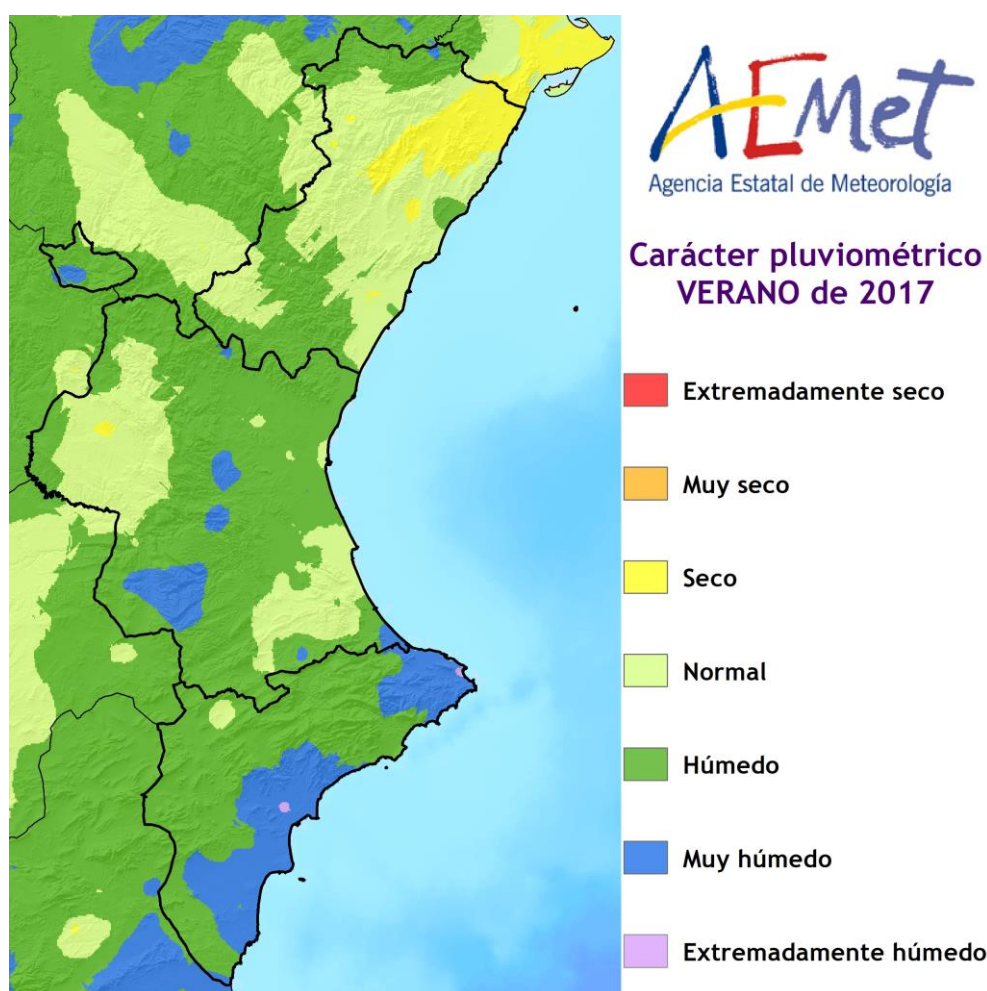 AEMet
Agencia Estatal de Meteorología
Carácter pluviométrico
VERANO de 2017
Extremadamente seco
Muy seco
Seco
Normal
Húmedo
Muy húmedo
Extremadamente húmedo